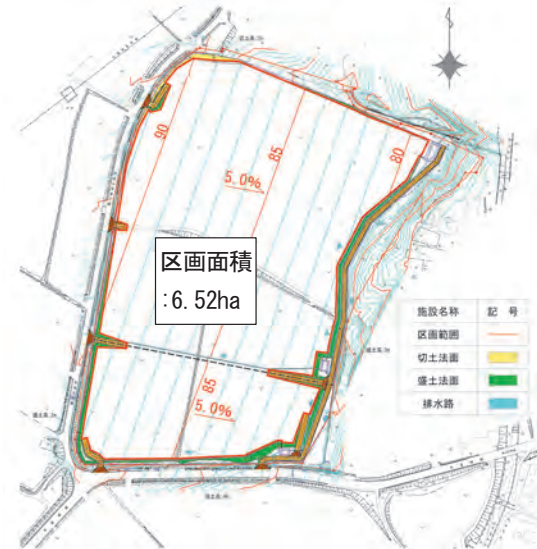 90
85
80
5.0%
区画面積
:6.52ha
施設名称 記 号
区画範囲
切土法面
盛土法面
排水路
85
5.0%